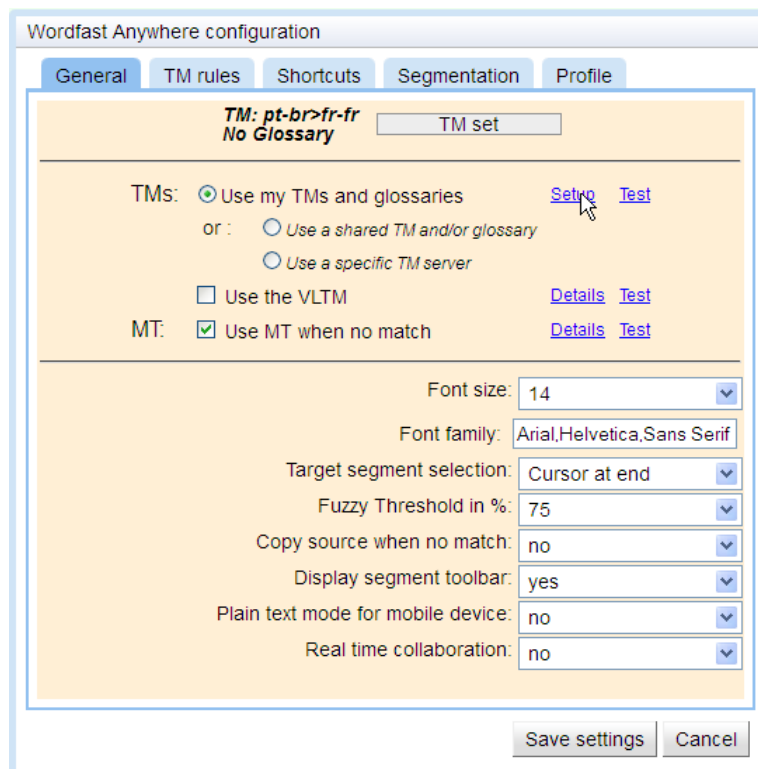 Wordfast Anywhere configuration
General TM rules Shortcuts Segmentation Profile
TM: pt-br>fr-fr
No Glossary
TM set
TMs: Use my TMs and glossaries Setup Test
or : Use a shared TM and/or glossary
Use a specific TM server
Use the VLTM Details Test
MT: Use MT when no match Details Test
Font size: 14
Font family: Arial,Helvetica,Sans Serif
Target segment selection: Cursor at end
Fuzzy Threshold in %: 75
Copy source when no match: no
Display segment toolbar: yes
Plain text mode for mobile device: no
Real time collaboration: no
Save settings Cancel